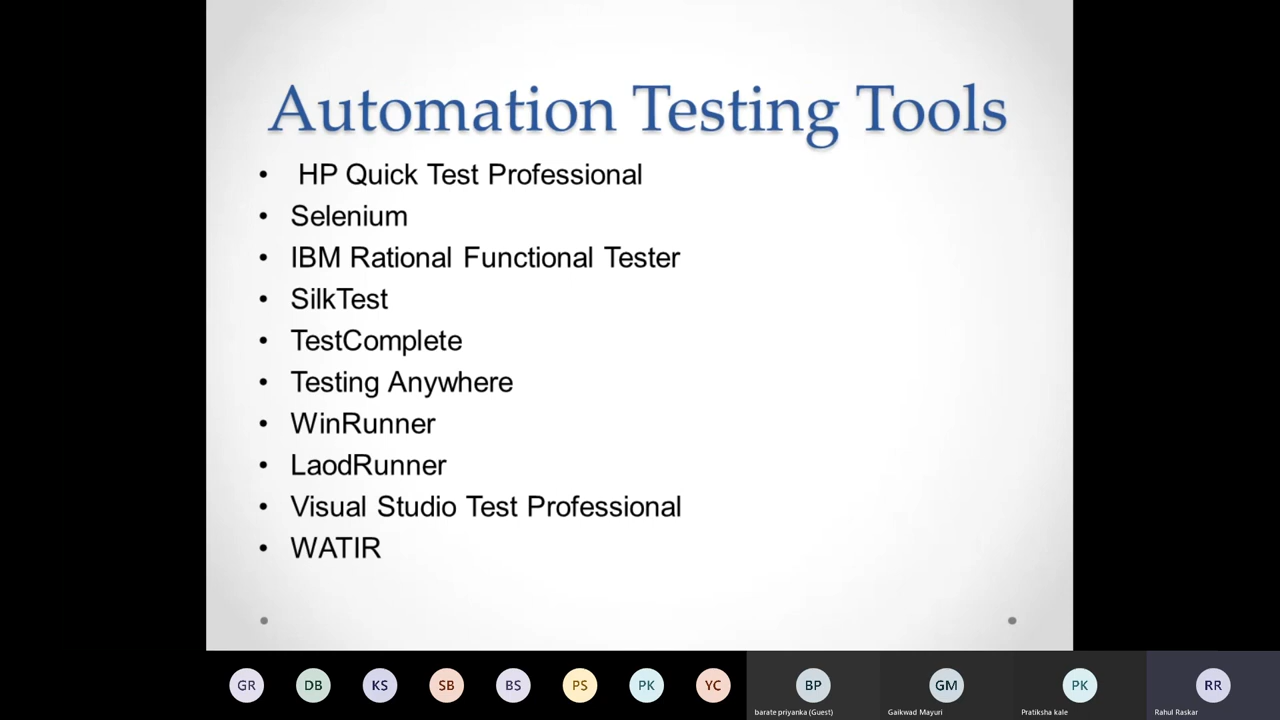 Automation Testing Tools
• HP Quick Test Professional
• Selenium
• IBM Rational Functional Tester
• SilkTest
• TestComplete
• Testing Anywhere
• WinRunner
• LaodRunner
• Visual Studio Test Professional
• WATIR
GR DB KS SB BS PS PK YC BP GM PK RR
barate priyanka (Guest) Gaikwad Mayuri Pratiksha kale Rahul Raskar